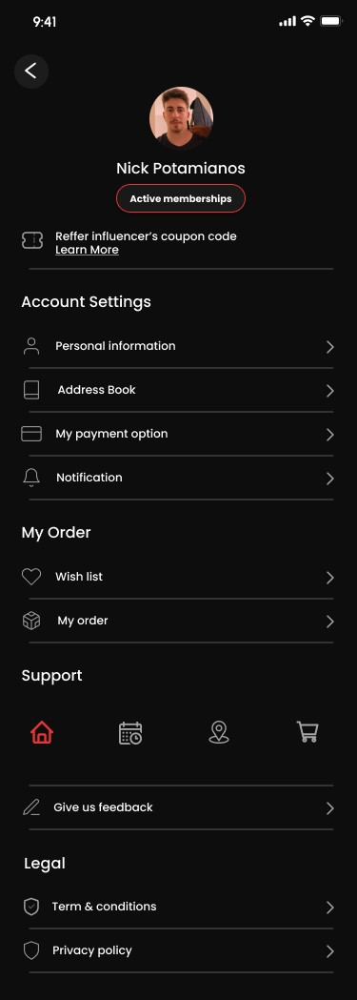 9:41
Nick Potamianos
Active memberships
Reffer influencer's coupon code
Learn More
Account Settings
Personal information
Address Book
My payment option
Notification
My Order
Wish list
My order
Support
Give us feedback
Legal
Term & conditions
Privacy policy